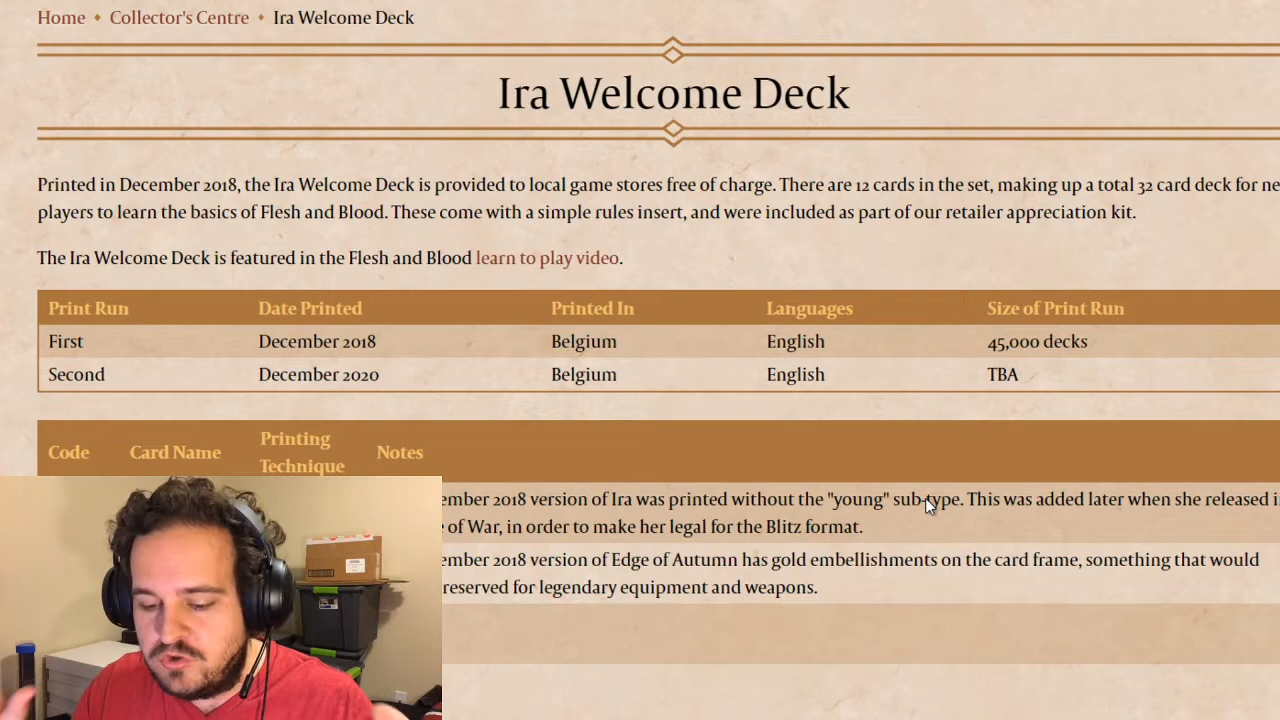 Home ♦ Collector's Centre ♦ Ira Welcome Deck
Ira Welcome Deck
Printed in December 2018, the Ira Welcome Deck is provided to local game stores free of charge. There are 12 cards in the set, making up a total 32 card deck for
players to learn the basics of Flesh and Blood. These come with a simple rules insert, and were included as part of our retailer appreciation kit.
The Ira Welcome Deck is featured in the Flesh and Blood learn to play video.
Print Run Date Printed Printed In Languages Size of Print Run
First December 2018 Belgium English 45,000 decks
Second December 2020 Belgium English TBA
Code Card Name Printing Technique Notes
ember 2018 version of Ira was printed without the "young" sub-type. This was added later when she released
of War, in order to make her legal for the Blitz format.
ember 2018 version of Edge of Autumn has gold embellishments on the card frame, something that would
reserved for legendary equipment and weapons.